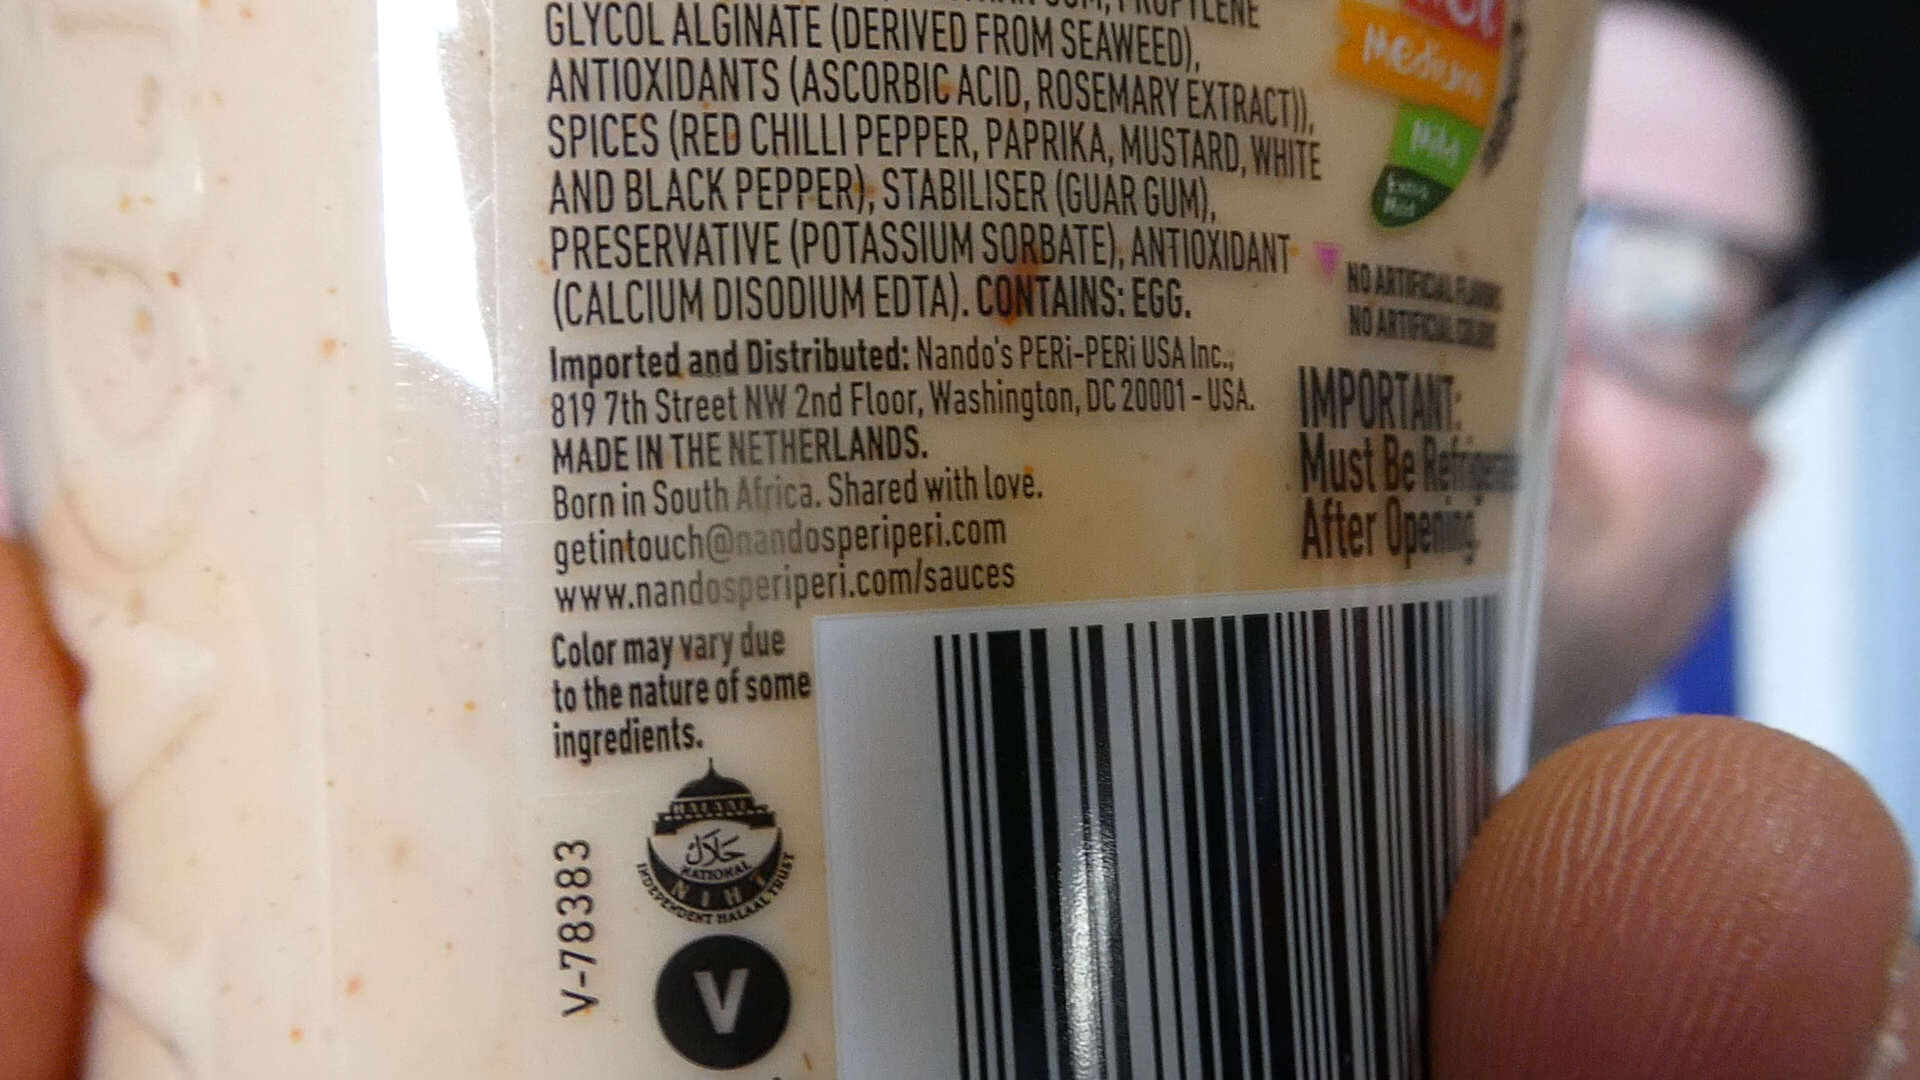 GLYCOL ALGINATE (DERIVED FROM SEAWEED),
ANTIOXIDANTS (ASCORBIC ACID, ROSEMARY EXTRACT)),
SPICES (RED CHILLI PEPPER, PAPRIKA, MUSTARD, WHITE
AND BLACK PEPPER), STABILISER (GUAR GUM),
PRESERVATIVE (POTASSIUM SORBATE), ANTIOXIDANT
(CALCIUM DISODIUM EDTA). CONTAINS: EGG.
Imported and Distributed: Nando's PERi-PERi USA Inc.,
819 7th Street NW 2nd Floor, Washington, DC 20001 - USA.
MADE IN THE NETHERLANDS.
Born in South Africa. Shared with love.
getintouch@nandosperiperi.com
www.nandosperiperi.com/sauces
Color may vary due
to the nature of some
ingredients.
V-78383
HALAAL
حلال
NATIONAL
NIHT
INDEPENDENT HALAAL TRUST
V
Medium
Mild
Extra
Mild
NO ARTIFICIAL
NO ARTIFICIAL
IMPORTANT:
Must Be
After Opening.